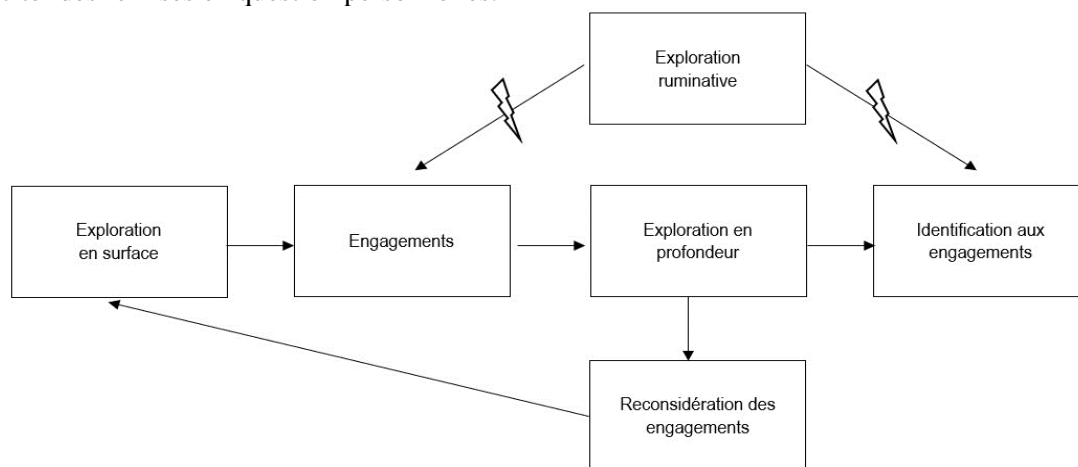 Exploration
ruminative
Exploration
en surface
Engagements
Exploration en
profondeur
Identification aux
engagements
Reconsidération des
engagements